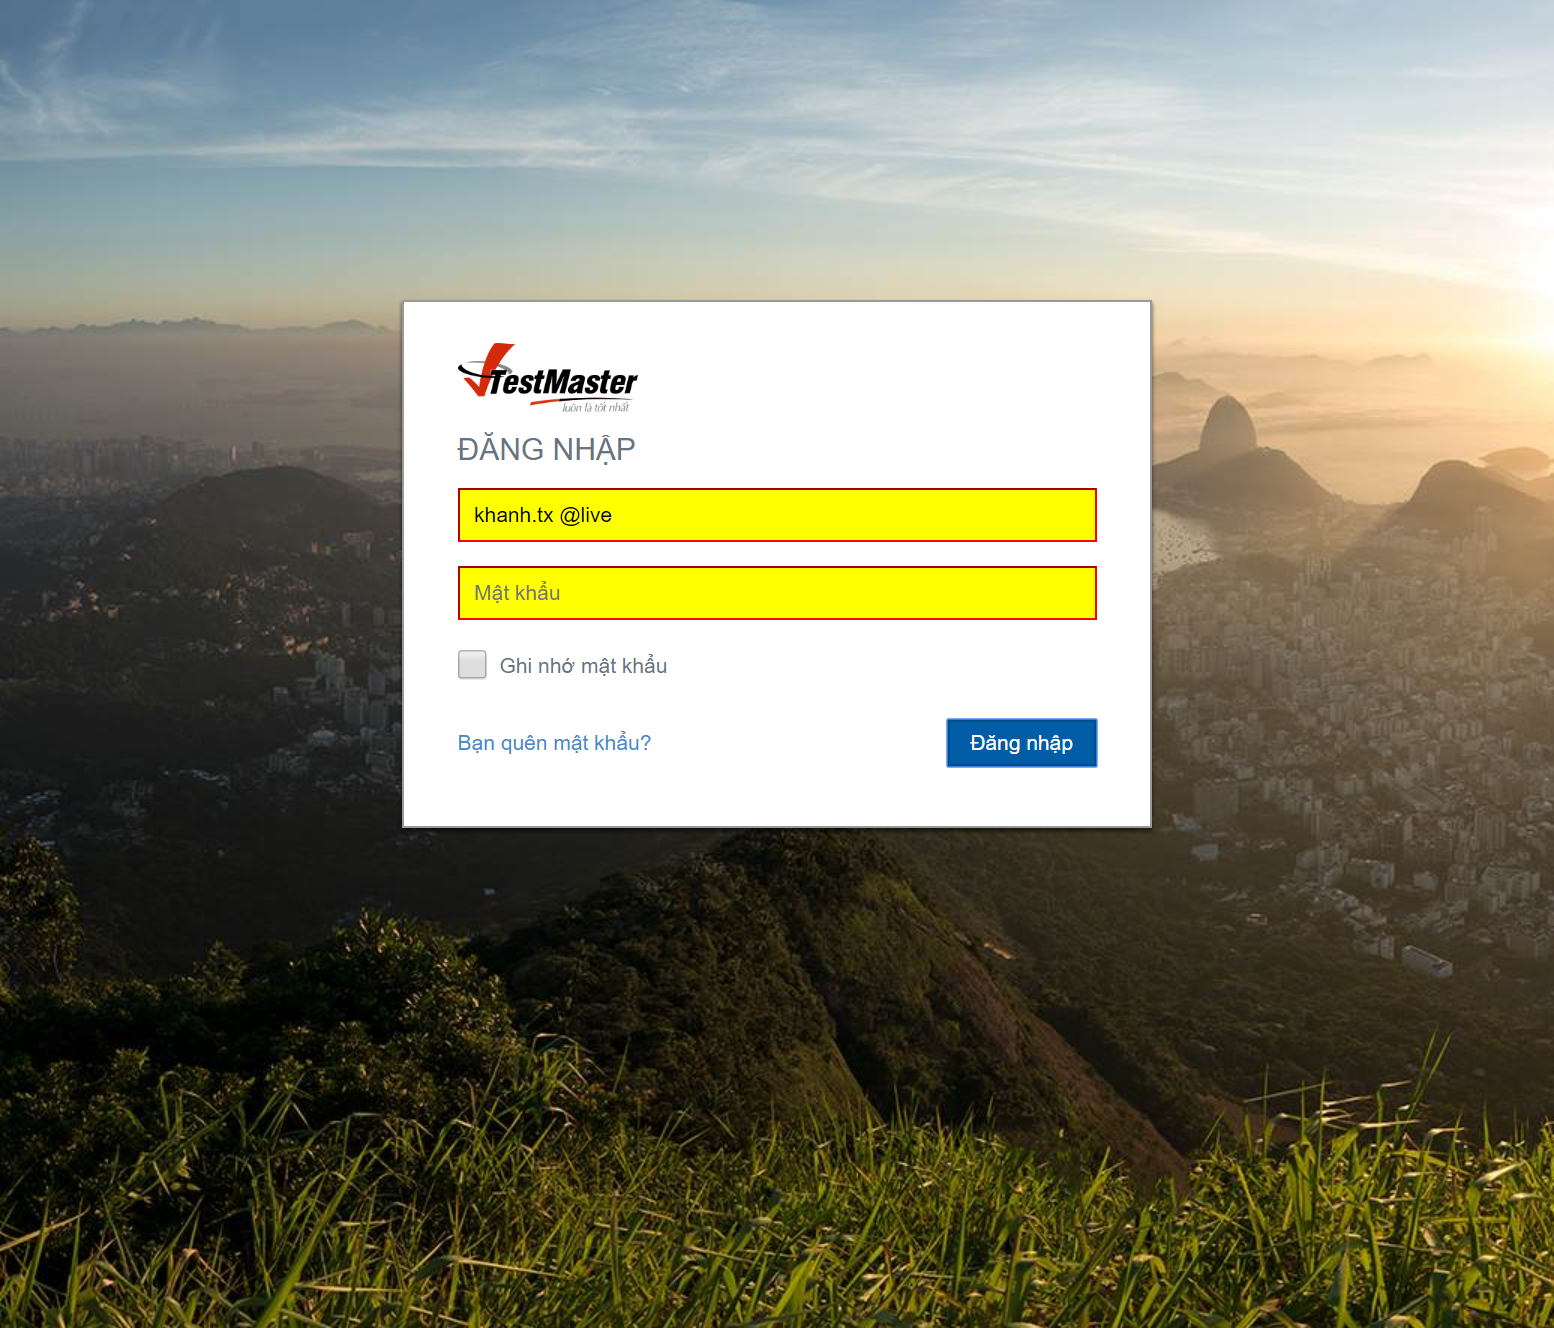 TestMaster
luôn là tốt nhất
ĐĂNG NHẬP
khanh.tx @live
Mật khẩu
Ghi nhớ mật khẩu
Bạn quên mật khẩu?
Đăng nhập